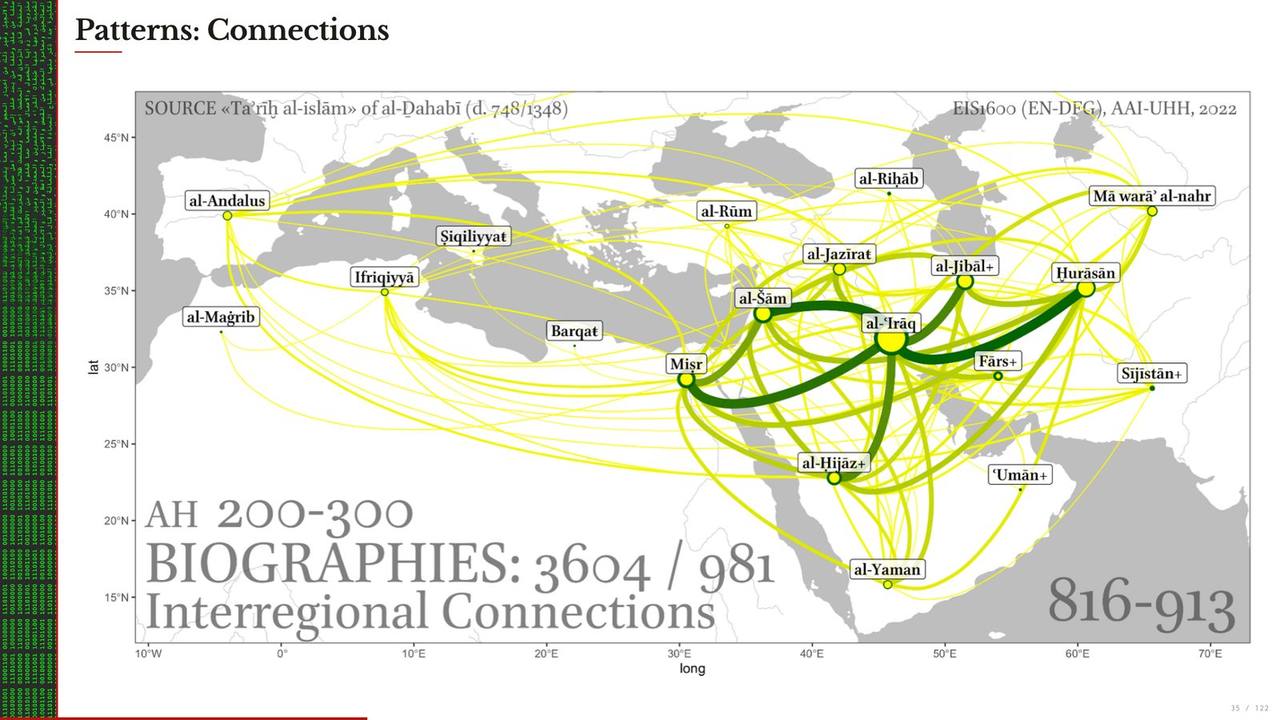 Patterns: Connections
SOURCE «Taʾrīḫ al-islām» of al-Ḏahabī (d. 748/1348)
EIS1600 (EN-DFG), AAI-UHH, 2022
45°N
40°N
35°N
30°N
25°N
20°N
15°N
lat
al-Andalus
Ṣiqiliyyaŧ
Ifriqiyyā
al-Maġrib
Barqaŧ
al-Riḥāb
Mā warāʾ al-nahr
al-Rūm
al-Jazīraŧ
al-Jibāl+
Ḫurāsān
al-Šām
al-ʿIrāq
Miṣr
Fārs+
Sijistān+
al-Ḥijāz+
ʿUmān+
al-Yaman
AH 200-300
BIOGRAPHIES: 3604 / 981
Interregional Connections
816-913
10°W 0° 10°E 20°E 30°E 40°E 50°E 60°E 70°E
long
35 / 122